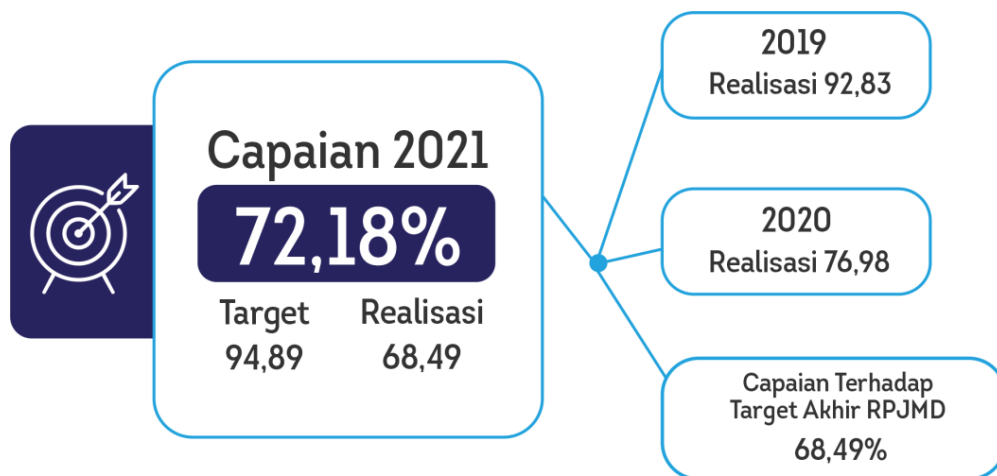 Capaian 2021
72,18%
Target
94,89
Realisasi
68,49
2019
Realisasi 92,83
2020
Realisasi 76,98
Capaian Terhadap
Target Akhir RPJMD
68,49%